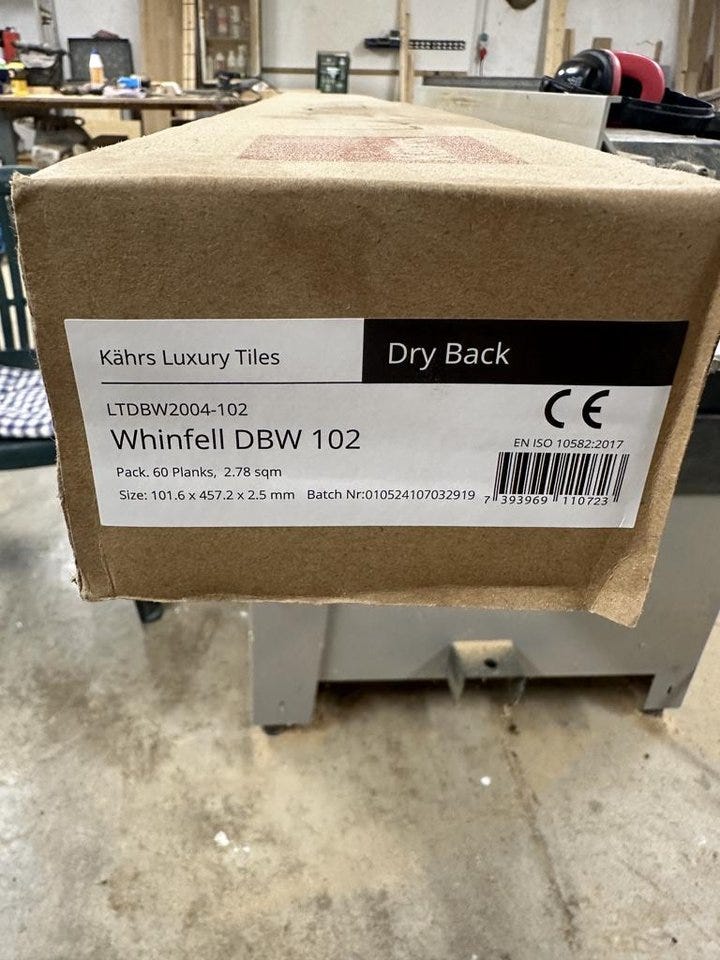 Kährs Luxury Tiles
Dry Back
LTDBW2004-102
Whinfell DBW 102
CE
EN ISO 10582:2017
Pack. 60 Planks, 2.78 sqm
Size: 101.6 x 457.2 x 2.5 mm Batch Nr:010524107032919
7 393969 110723